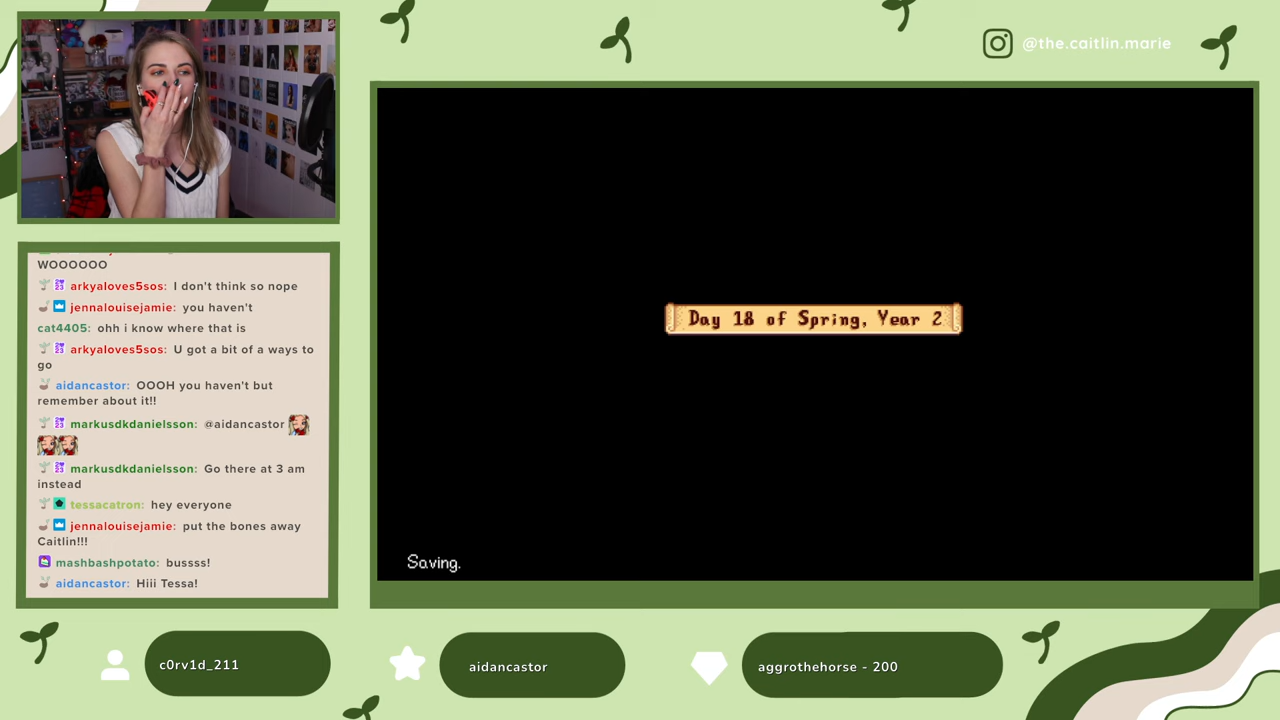 @the.caitlin.marie
WOOOOOO
arkyaloves5sos: I don't think so nope
jennalouisejamie: you haven't
cat4405: ohh i know where that is
arkyaloves5sos: U got a bit of a ways to
go
aidancastor: OOOH you haven't but
remember about it!!
markusdkdanielsson: @aidancastor
markusdkdanielsson: Go there at 3 am
instead
tessacatron: hey everyone
jennalouisejamie: put the bones away
Caitlin!!!
mashbashpotato: bussss!
aidancastor: Hiii Tessa!
Day 18 of Spring, Year 2
Saving.
c0rv1d_211
aidancastor
aggrothehorse - 200